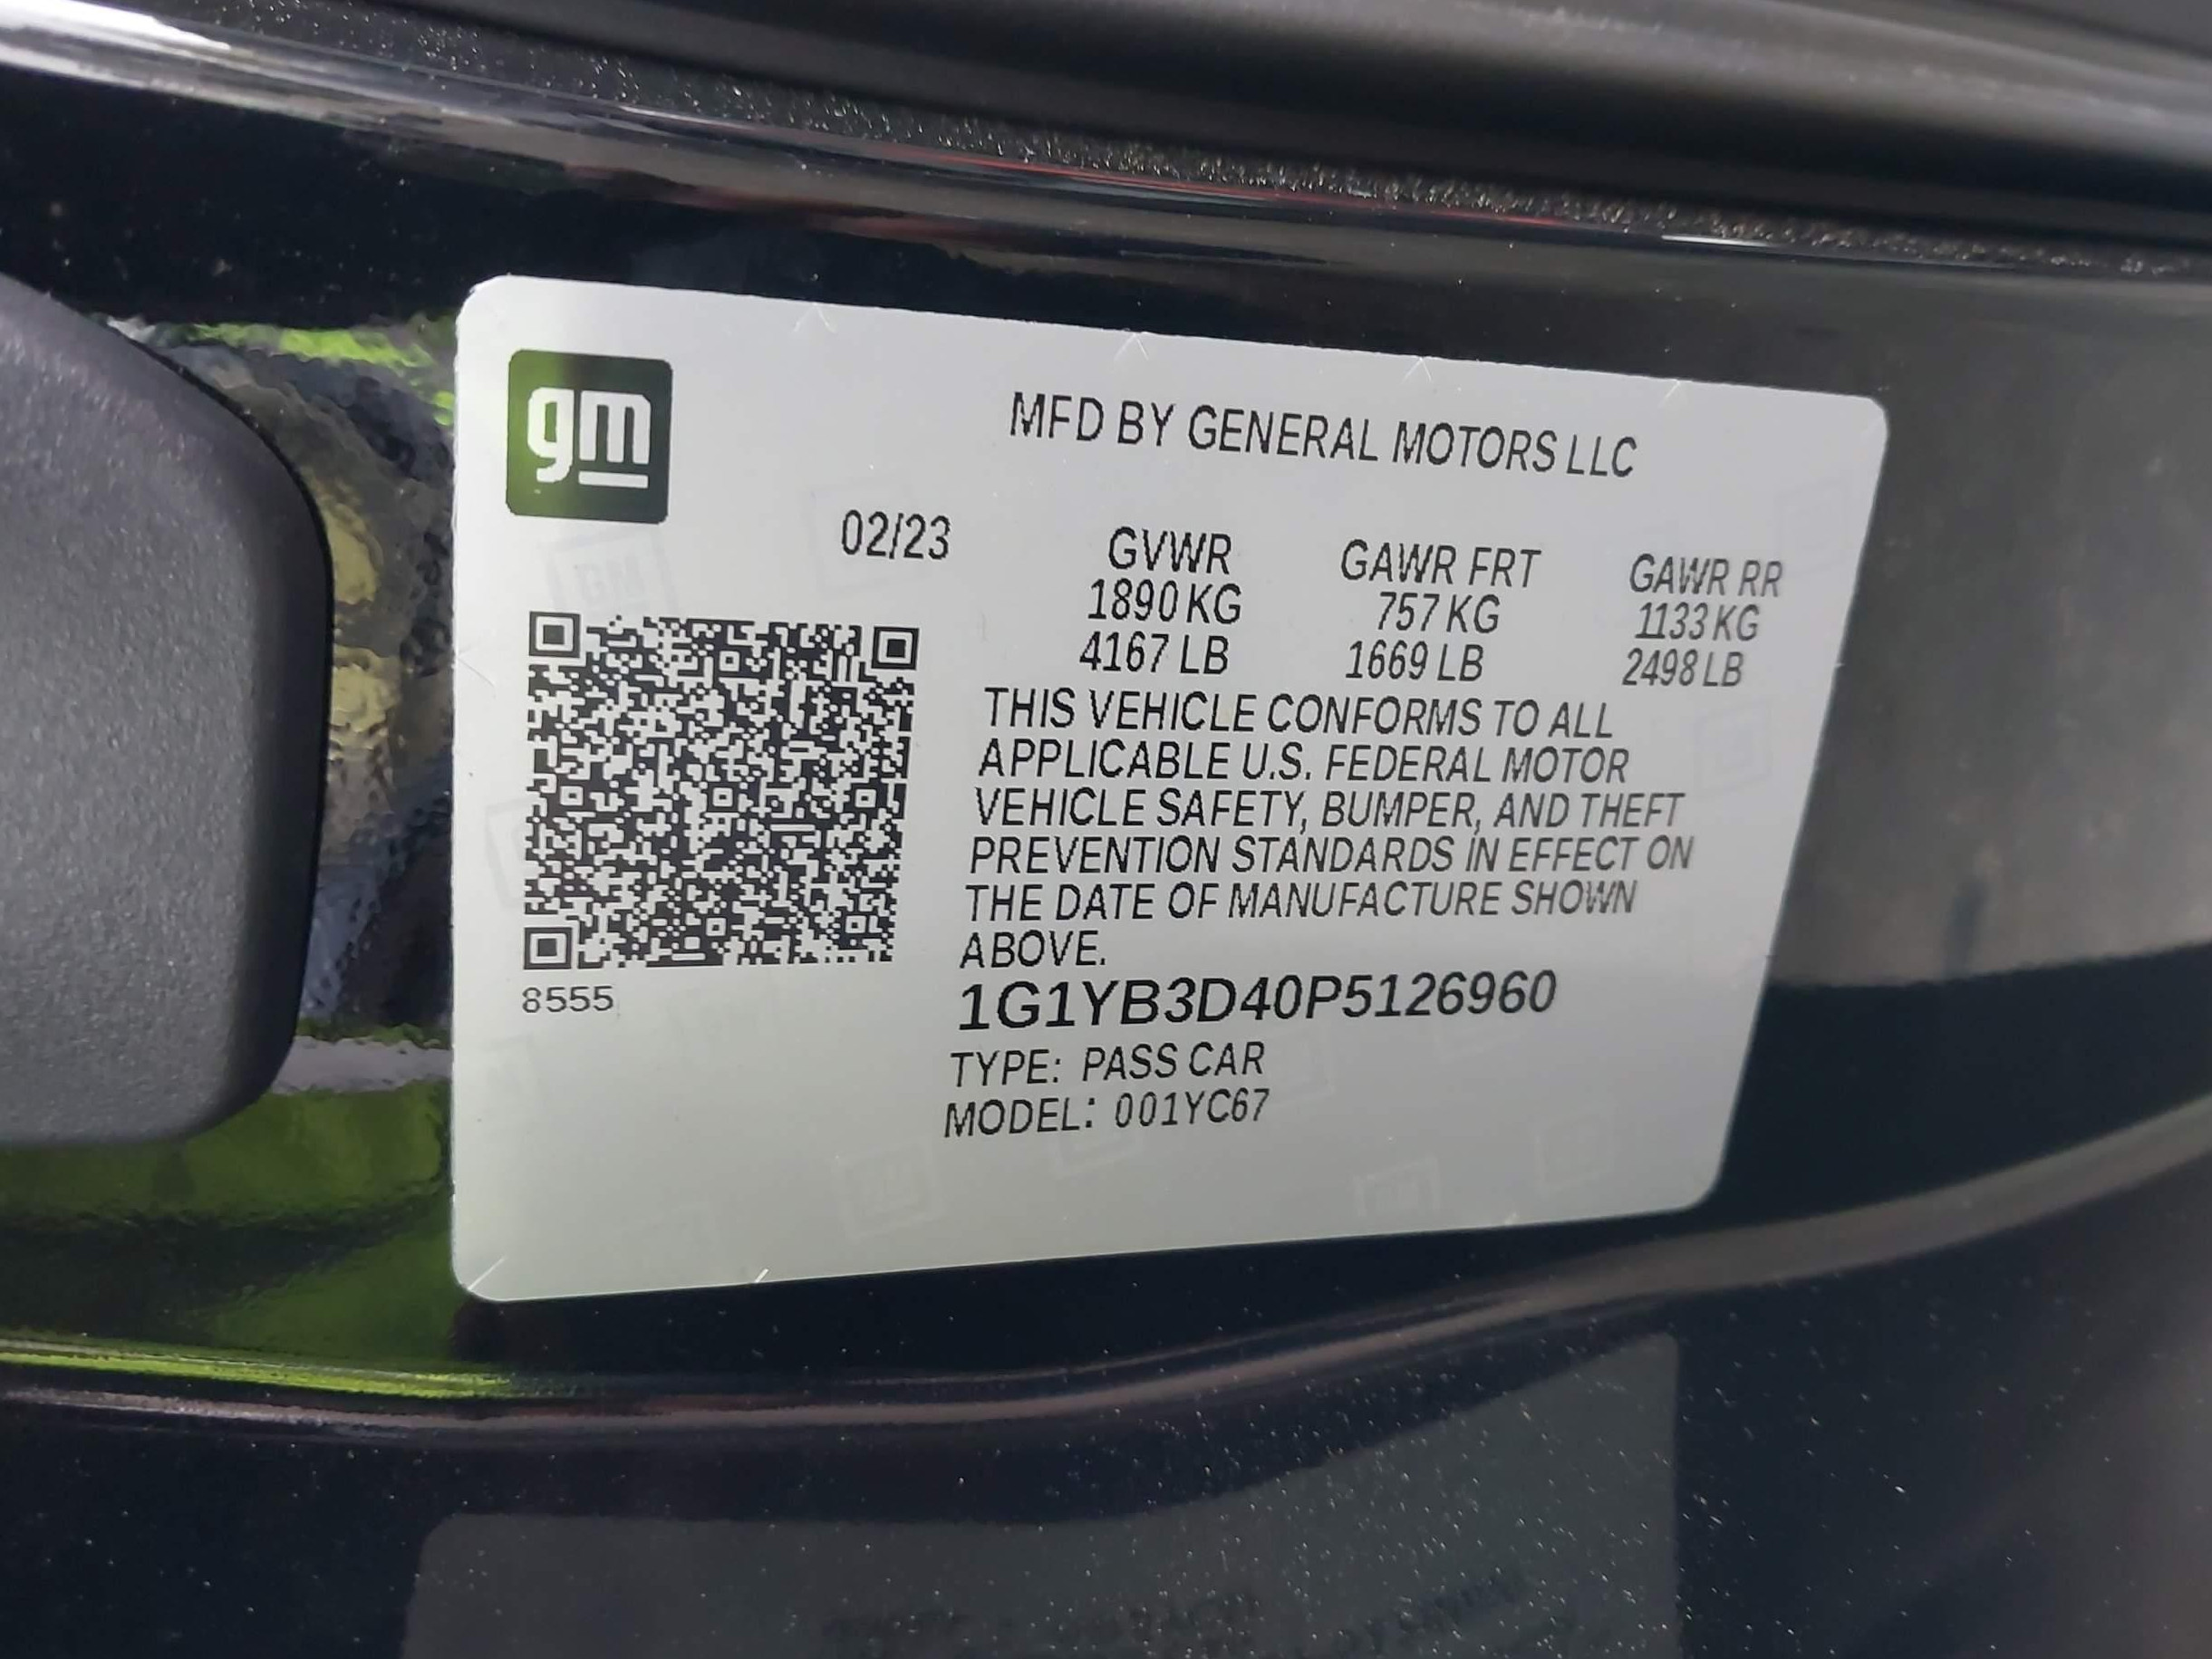 gm
MFD BY GENERAL MOTORS LLC
02/23 GVWR GAWR FRT GAWR RR
1890 KG 757 KG 1133 KG
4167 LB 1669 LB 2498 LB
THIS VEHICLE CONFORMS TO ALL
APPLICABLE U.S. FEDERAL MOTOR
VEHICLE SAFETY, BUMPER, AND THEFT
PREVENTION STANDARDS IN EFFECT ON
THE DATE OF MANUFACTURE SHOWN
ABOVE.
8555
1G1YB3D40P5126960
TYPE: PASS CAR
MODEL: 001YC67